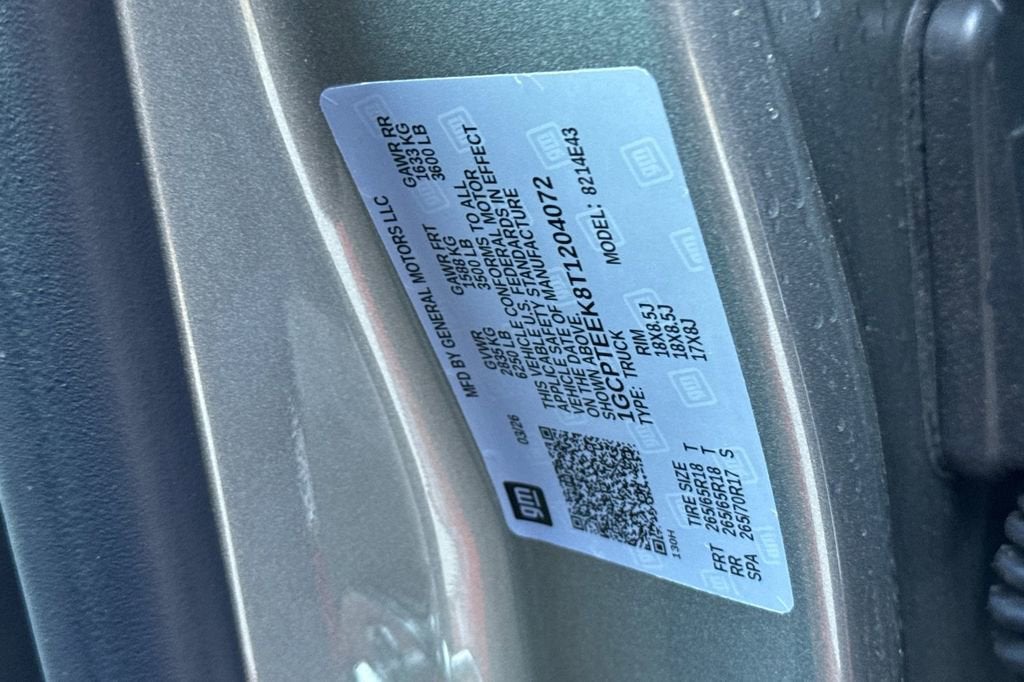 MFD BY GENERAL MOTORS LLC
03/26
GVWR GAWR FRT GAWR RR
2835 KG 1588 KG 1633 KG
6250 LB 3500 LB 3600 LB
THIS VEHICLE CONFORMS TO ALL
APPLICABLE U.S. FEDERAL MOTOR
VEHICLE SAFETY STANDARDS IN EFFECT
ON THE DATE OF MANUFACTURE
SHOWN ABOVE.
1GCPTEEK8T1204072
TYPE: TRUCK MODEL: 8214E43
gm
130H
TIRE SIZE RIM
FRT 265/65R18 T 18X8.5J
RR 265/65R18 T 18X8.5J
SPA 265/70R17 S 17X8J